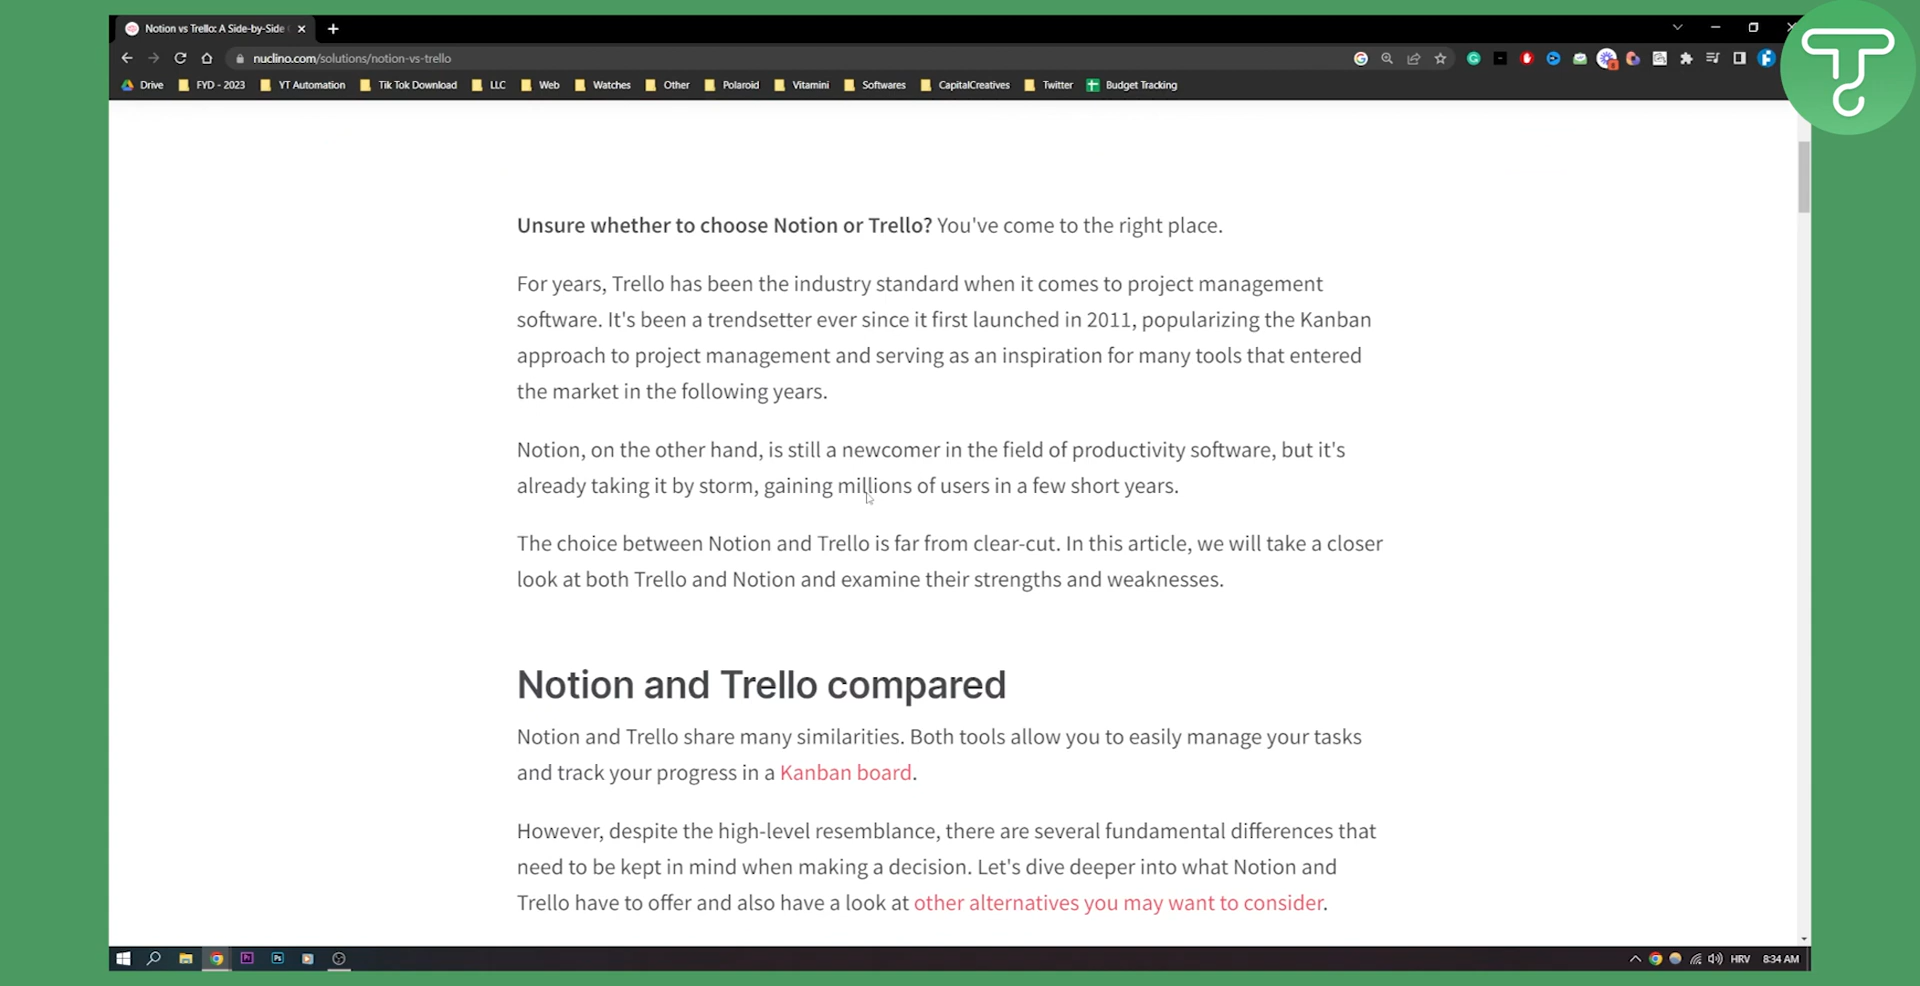 Notion vs Trello: A Side-by-Side
nuclino.com/solutions/notion-vs-trello
Drive FYD - 2023 YT Automation Tik Tok Download LLC Web Watches Other Polaroid Vitamini Softwares CapitalCreatives Twitter Budget Tracking
Unsure whether to choose Notion or Trello? You've come to the right place.
For years, Trello has been the industry standard when it comes to project management
software. It's been a trendsetter ever since it first launched in 2011, popularizing the Kanban
approach to project management and serving as an inspiration for many tools that entered
the market in the following years.
Notion, on the other hand, is still a newcomer in the field of productivity software, but it's
already taking it by storm, gaining millions of users in a few short years.
The choice between Notion and Trello is far from clear-cut. In this article, we will take a closer
look at both Trello and Notion and examine their strengths and weaknesses.
Notion and Trello compared
Notion and Trello share many similarities. Both tools allow you to easily manage your tasks
and track your progress in a Kanban board.
However, despite the high-level resemblance, there are several fundamental differences that
need to be kept in mind when making a decision. Let's dive deeper into what Notion and
Trello have to offer and also have a look at other alternatives you may want to consider.
Pr Ps HRV 8:34 AM